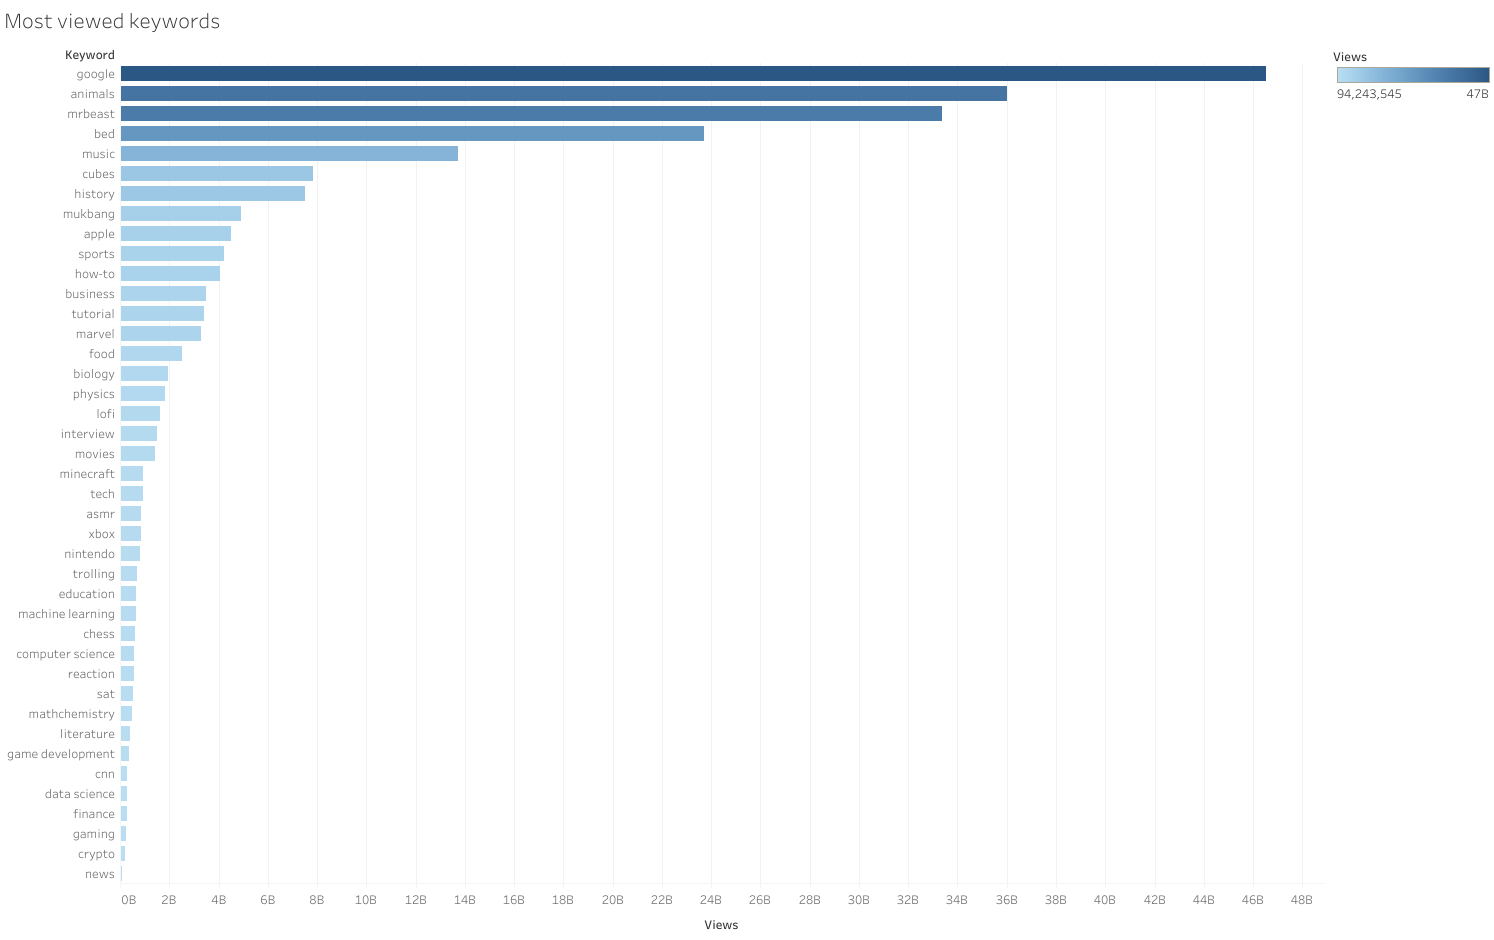 Most viewed keywords
Keyword
google
animals
mrbeast
bed
music
cubes
history
mukbang
apple
sports
how-to
business
tutorial
marvel
food
biology
physics
lofi
interview
movies
minecraft
tech
asmr
xbox
nintendo
trolling
education
machine learning
chess
computer science
reaction
sat
mathchemistry
literature
game development
cnn
data science
finance
gaming
crypto
news
0B 2B 4B 6B 8B 10B 12B 14B 16B 18B 20B 22B 24B 26B 28B 30B 32B 34B 36B 38B 40B 42B 44B 46B 48B
Views
Views
94,243,545 47B